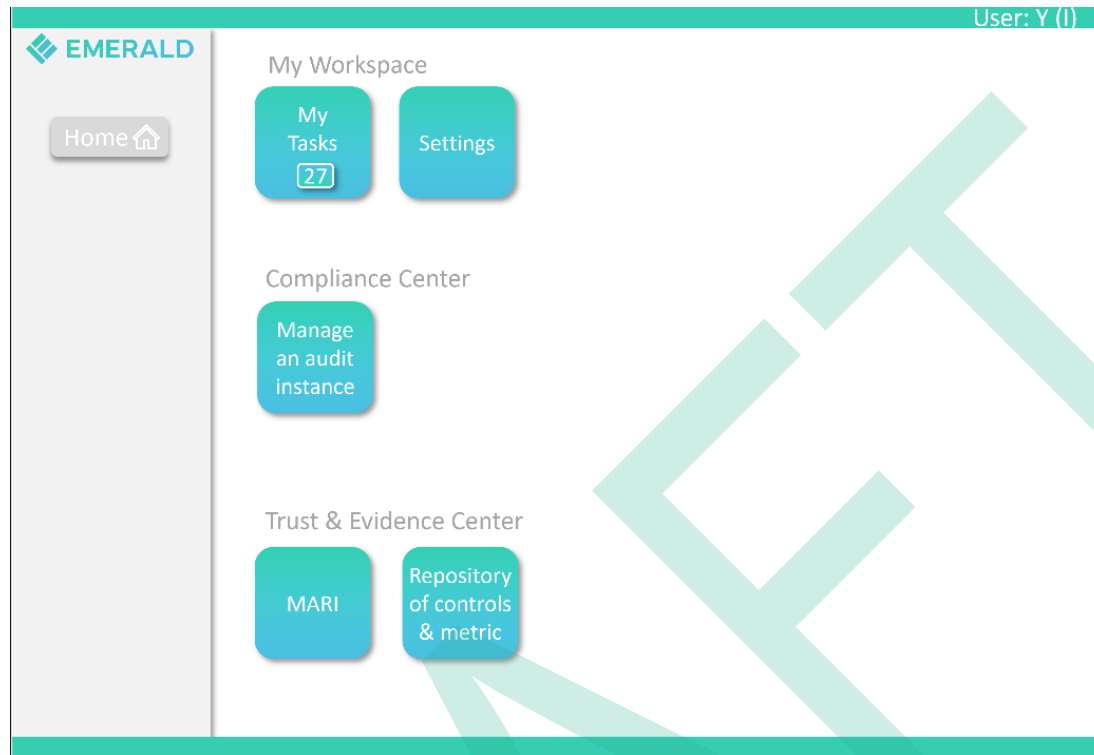 User: Y (I)
EMERALD
Home
My Workspace
My
Tasks
27
Settings
Compliance Center
Manage
an audit
instance
Trust & Evidence Center
MARI
Repository
of controls
& metric